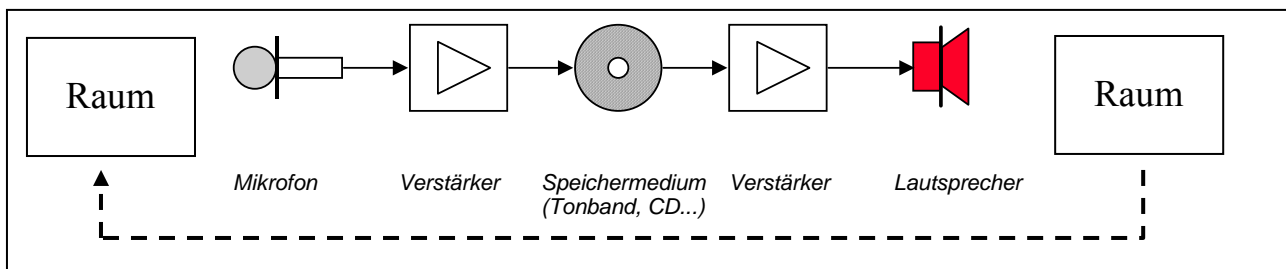 Raum
Raum
Mikrofon
Verstärker
Speichermedium
(Tonband, CD...)
Verstärker
Lautsprecher